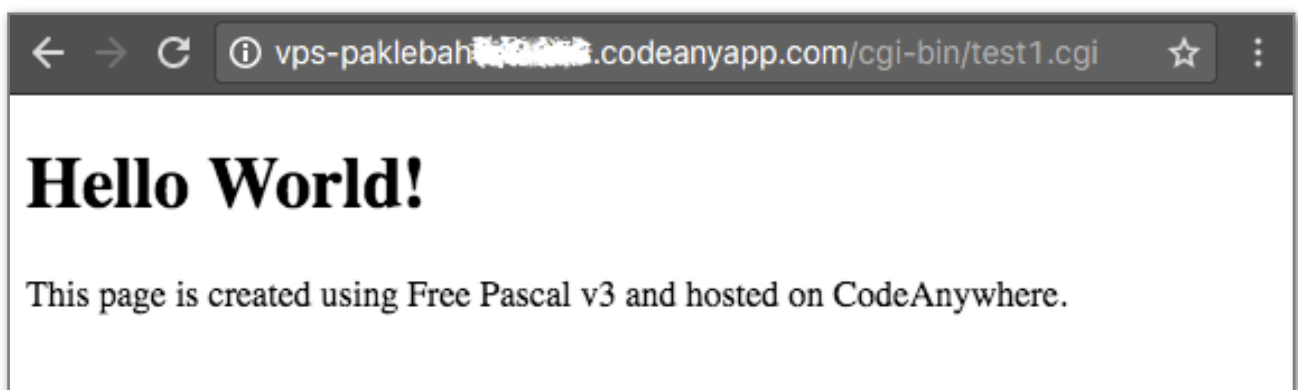 vps-paklebah .codeanyapp.com/cgi-bin/test1.cgi
Hello World!
This page is created using Free Pascal v3 and hosted on CodeAnywhere.